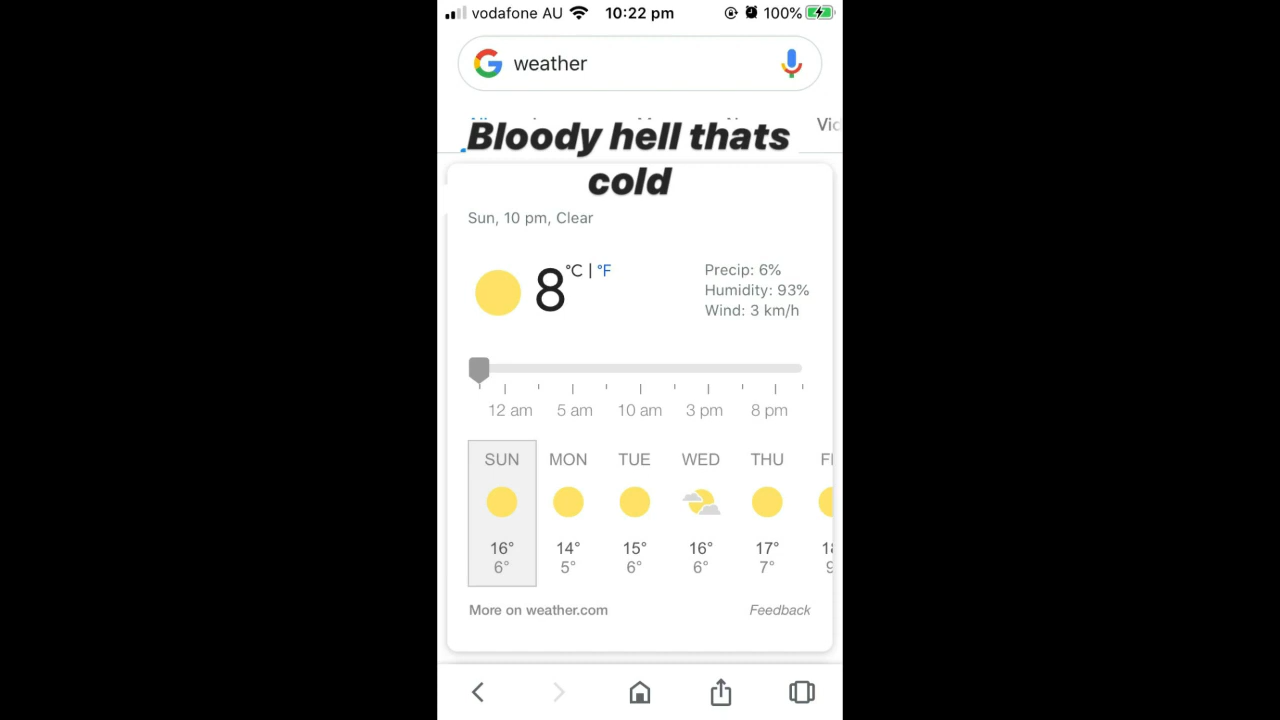 vodafone AU 10:22 pm 100%
weather
Bloody hell thats
cold
Sun, 10 pm, Clear
8 °C | °F
Precip: 6%
Humidity: 93%
Wind: 3 km/h
12 am 5 am 10 am 3 pm 8 pm
SUN MON TUE WED THU
16° 14° 15° 16° 17°
6° 5° 6° 6° 7°
More on weather.com Feedback